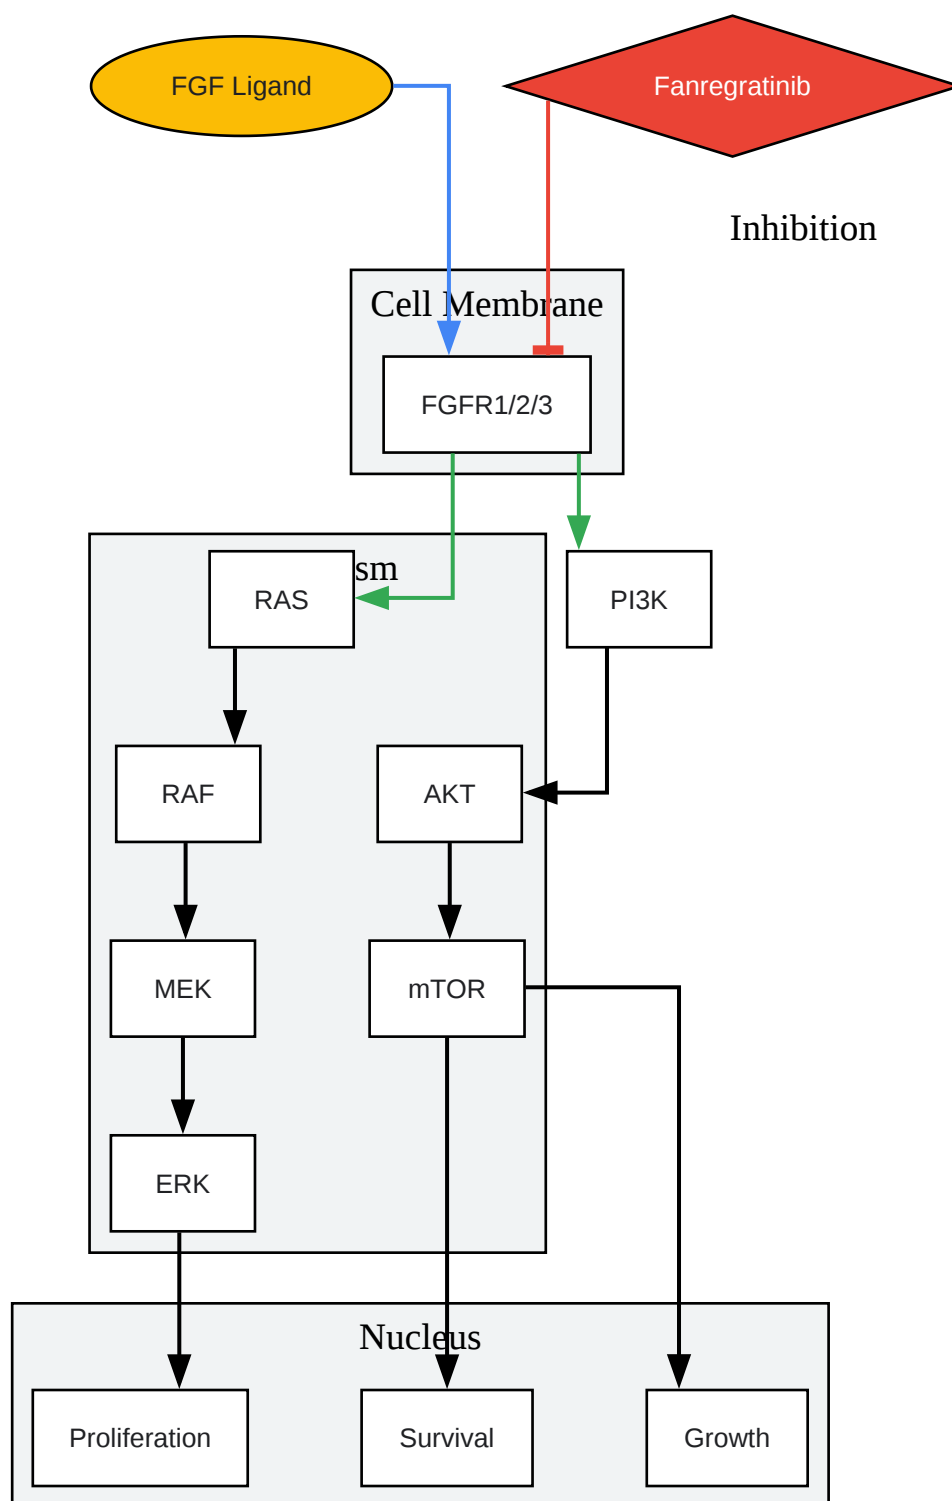 FGF Ligand
Fanregratinib
Inhibition
Cell Membrane
FGFR1/2/3
sm
RAS
PI3K
RAF
AKT
MEK
mTOR
ERK
Nucleus
Proliferation
Survival
Growth